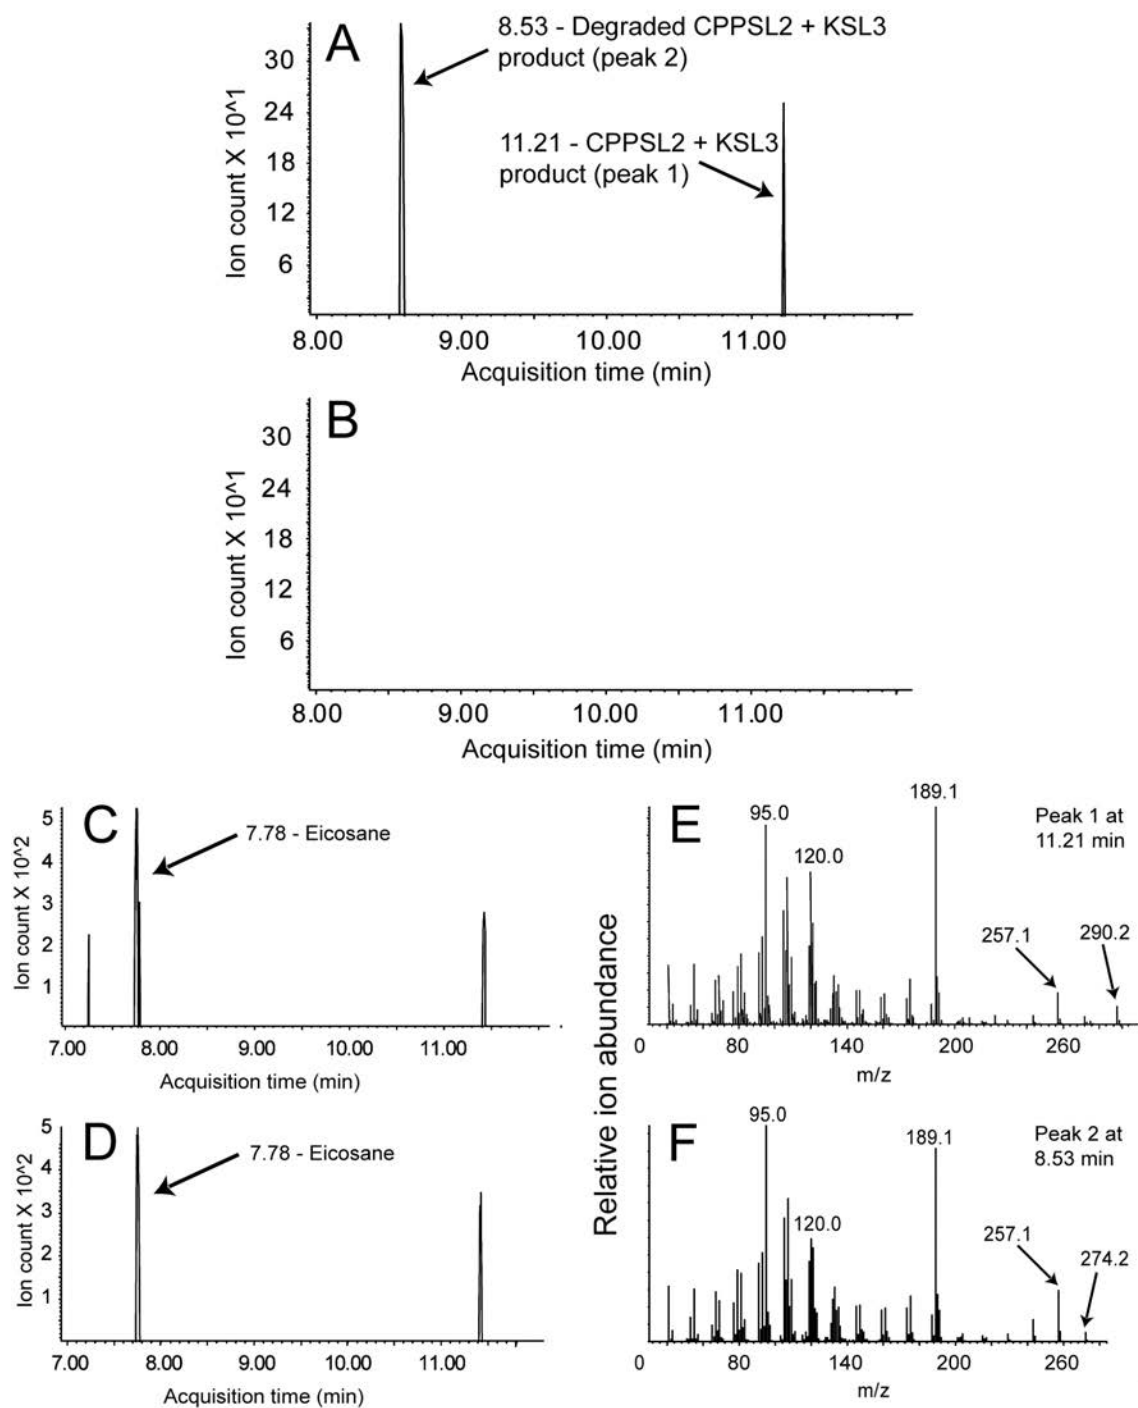 A
8.53 - Degraded CPPSL2 + KSL3
product (peak 2)
11.21 - CPPSL2 + KSL3
product (peak 1)
Ion count X 10^1
30
24
18
12
6
8.00 9.00 10.00 11.00
Acquisition time (min)
B
Ion count X 10^1
30
24
18
12
6
8.00 9.00 10.00 11.00
Acquisition time (min)
C
7.78 - Eicosane
Ion count X 10^2
5
4
3
2
1
7.00 8.00 9.00 10.00 11.00
Acquisition time (min)
D
7.78 - Eicosane
Ion count X 10^2
5
4
3
2
1
7.00 8.00 9.00 10.00 11.00
Acquisition time (min)
Relative ion abundance
E
Peak 1 at
11.21 min
95.0
120.0
189.1
257.1
290.2
0 80 140 200 260
m/z
F
Peak 2 at
8.53 min
95.0
120.0
189.1
257.1
274.2
0 80 140 200 260
m/z